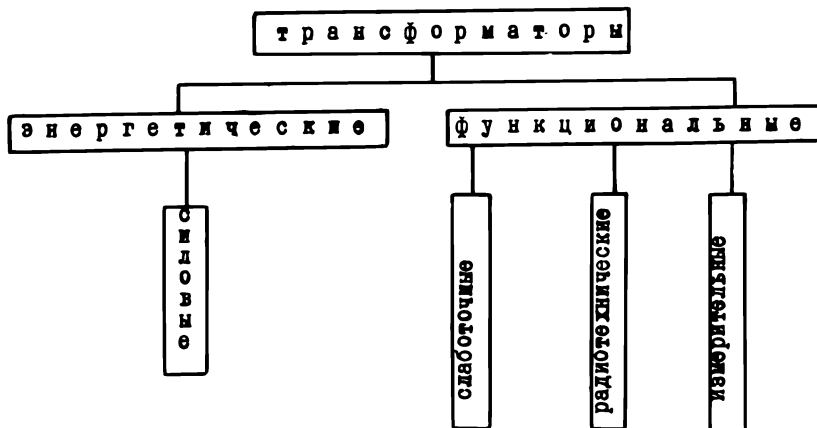 трансформаторы
энергетические
функциональные
силовые
слаботочные
радиотехнические
измерительные